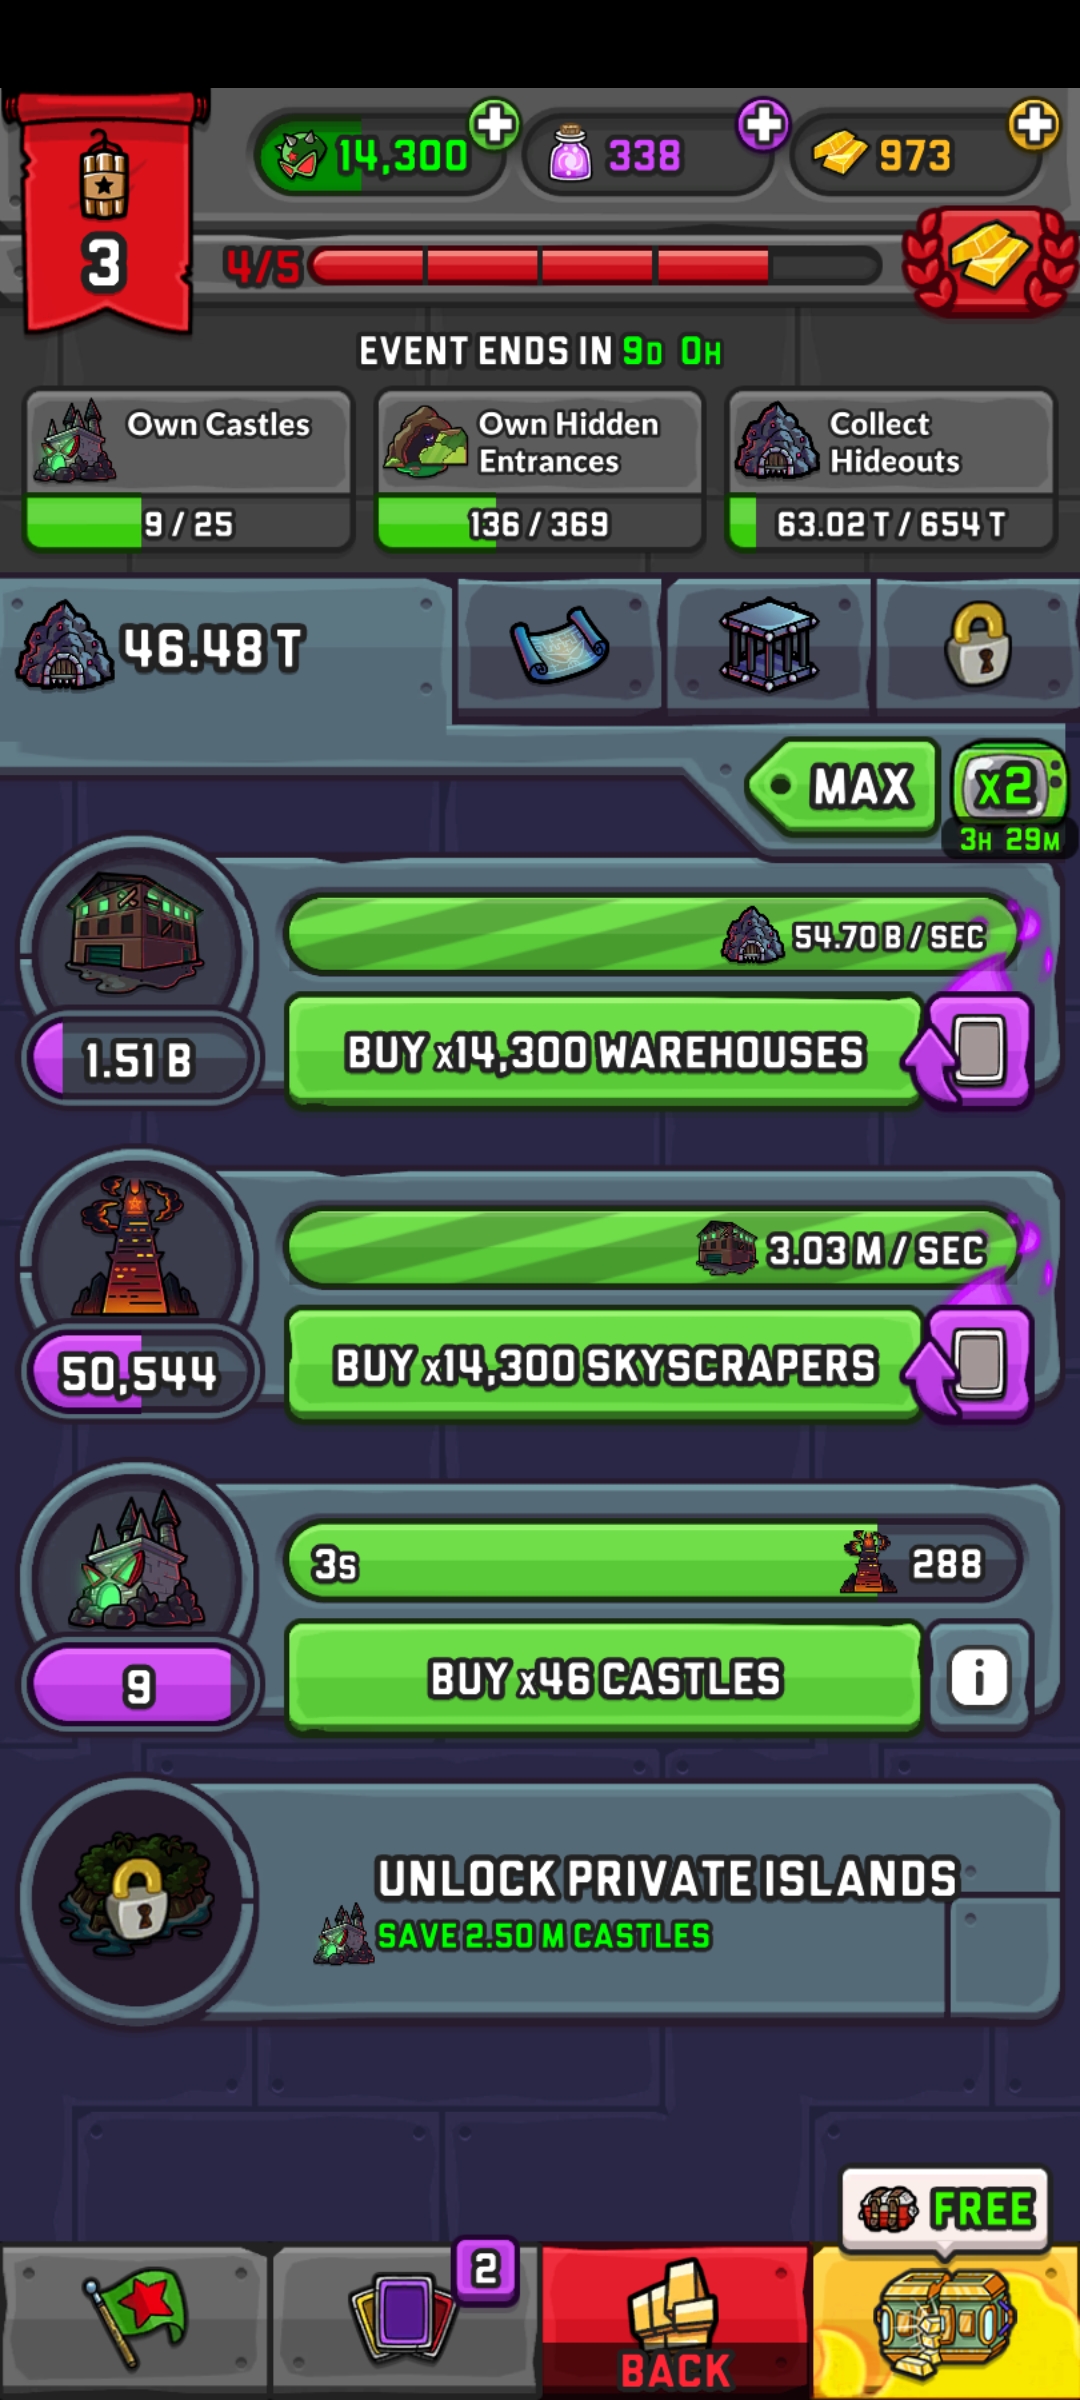 14,300
338
973
3
4/5
EVENT ENDS IN 9D 0H
Own Castles
9 / 25
Own Hidden
Entrances
136 / 369
Collect
Hideouts
63.02 T / 654 T
46.48 T
MAX
x2
3H 29M
54.70 B / SEC
1.51 B
BUY x14,300 WAREHOUSES
3.03 M / SEC
50,544
BUY x14,300 SKYSCRAPERS
3s
288
9
BUY x46 CASTLES
i
UNLOCK PRIVATE ISLANDS
SAVE 2.50 M CASTLES
FREE
2
BACK